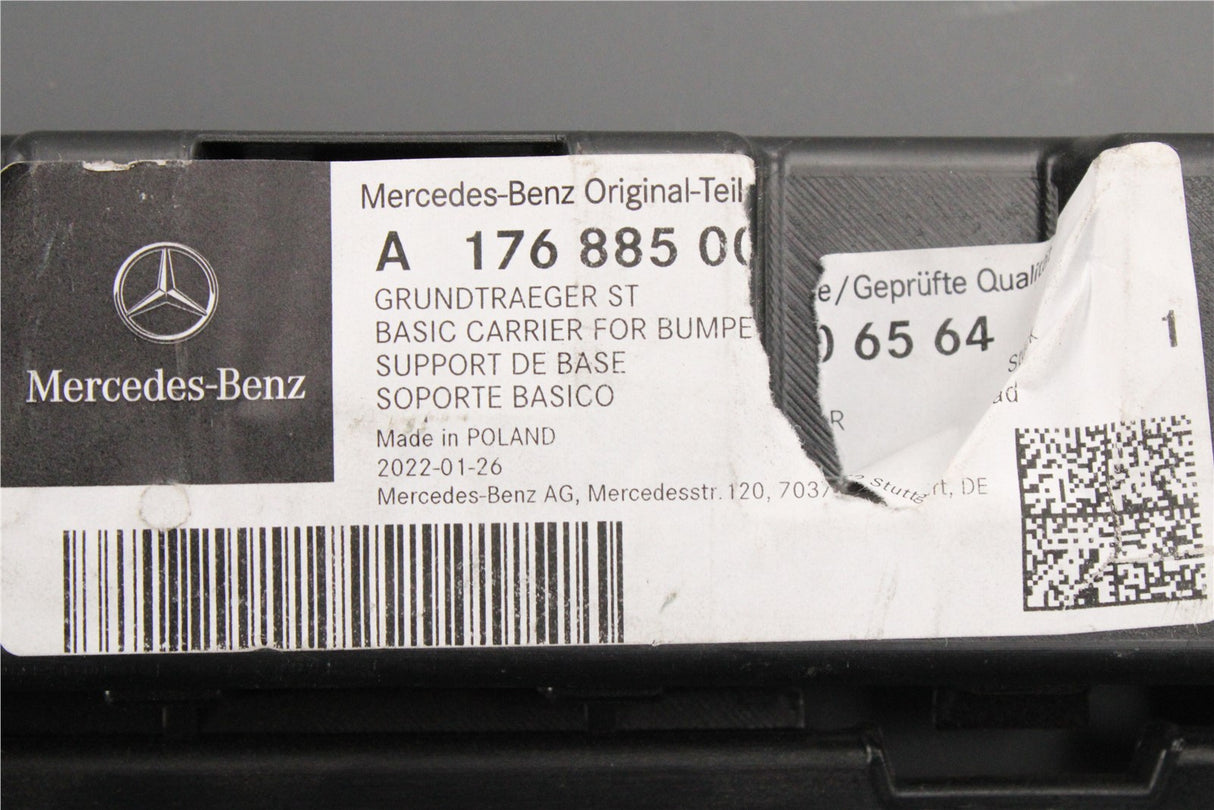 Mercedes-Benz
Mercedes-Benz Original-Teil
e/Geprüfte Quali
A 176 885 00
0 65 64
1
GRUNDTRAEGER ST
BASIC CARRIER FOR BUMPE
R
SUPPORT DE BASE
SOPORTE BASICO
Made in POLAND
2022-01-26
Mercedes-Benz AG, Mercedesstr. 120, 7037 Stuttg rt, DE